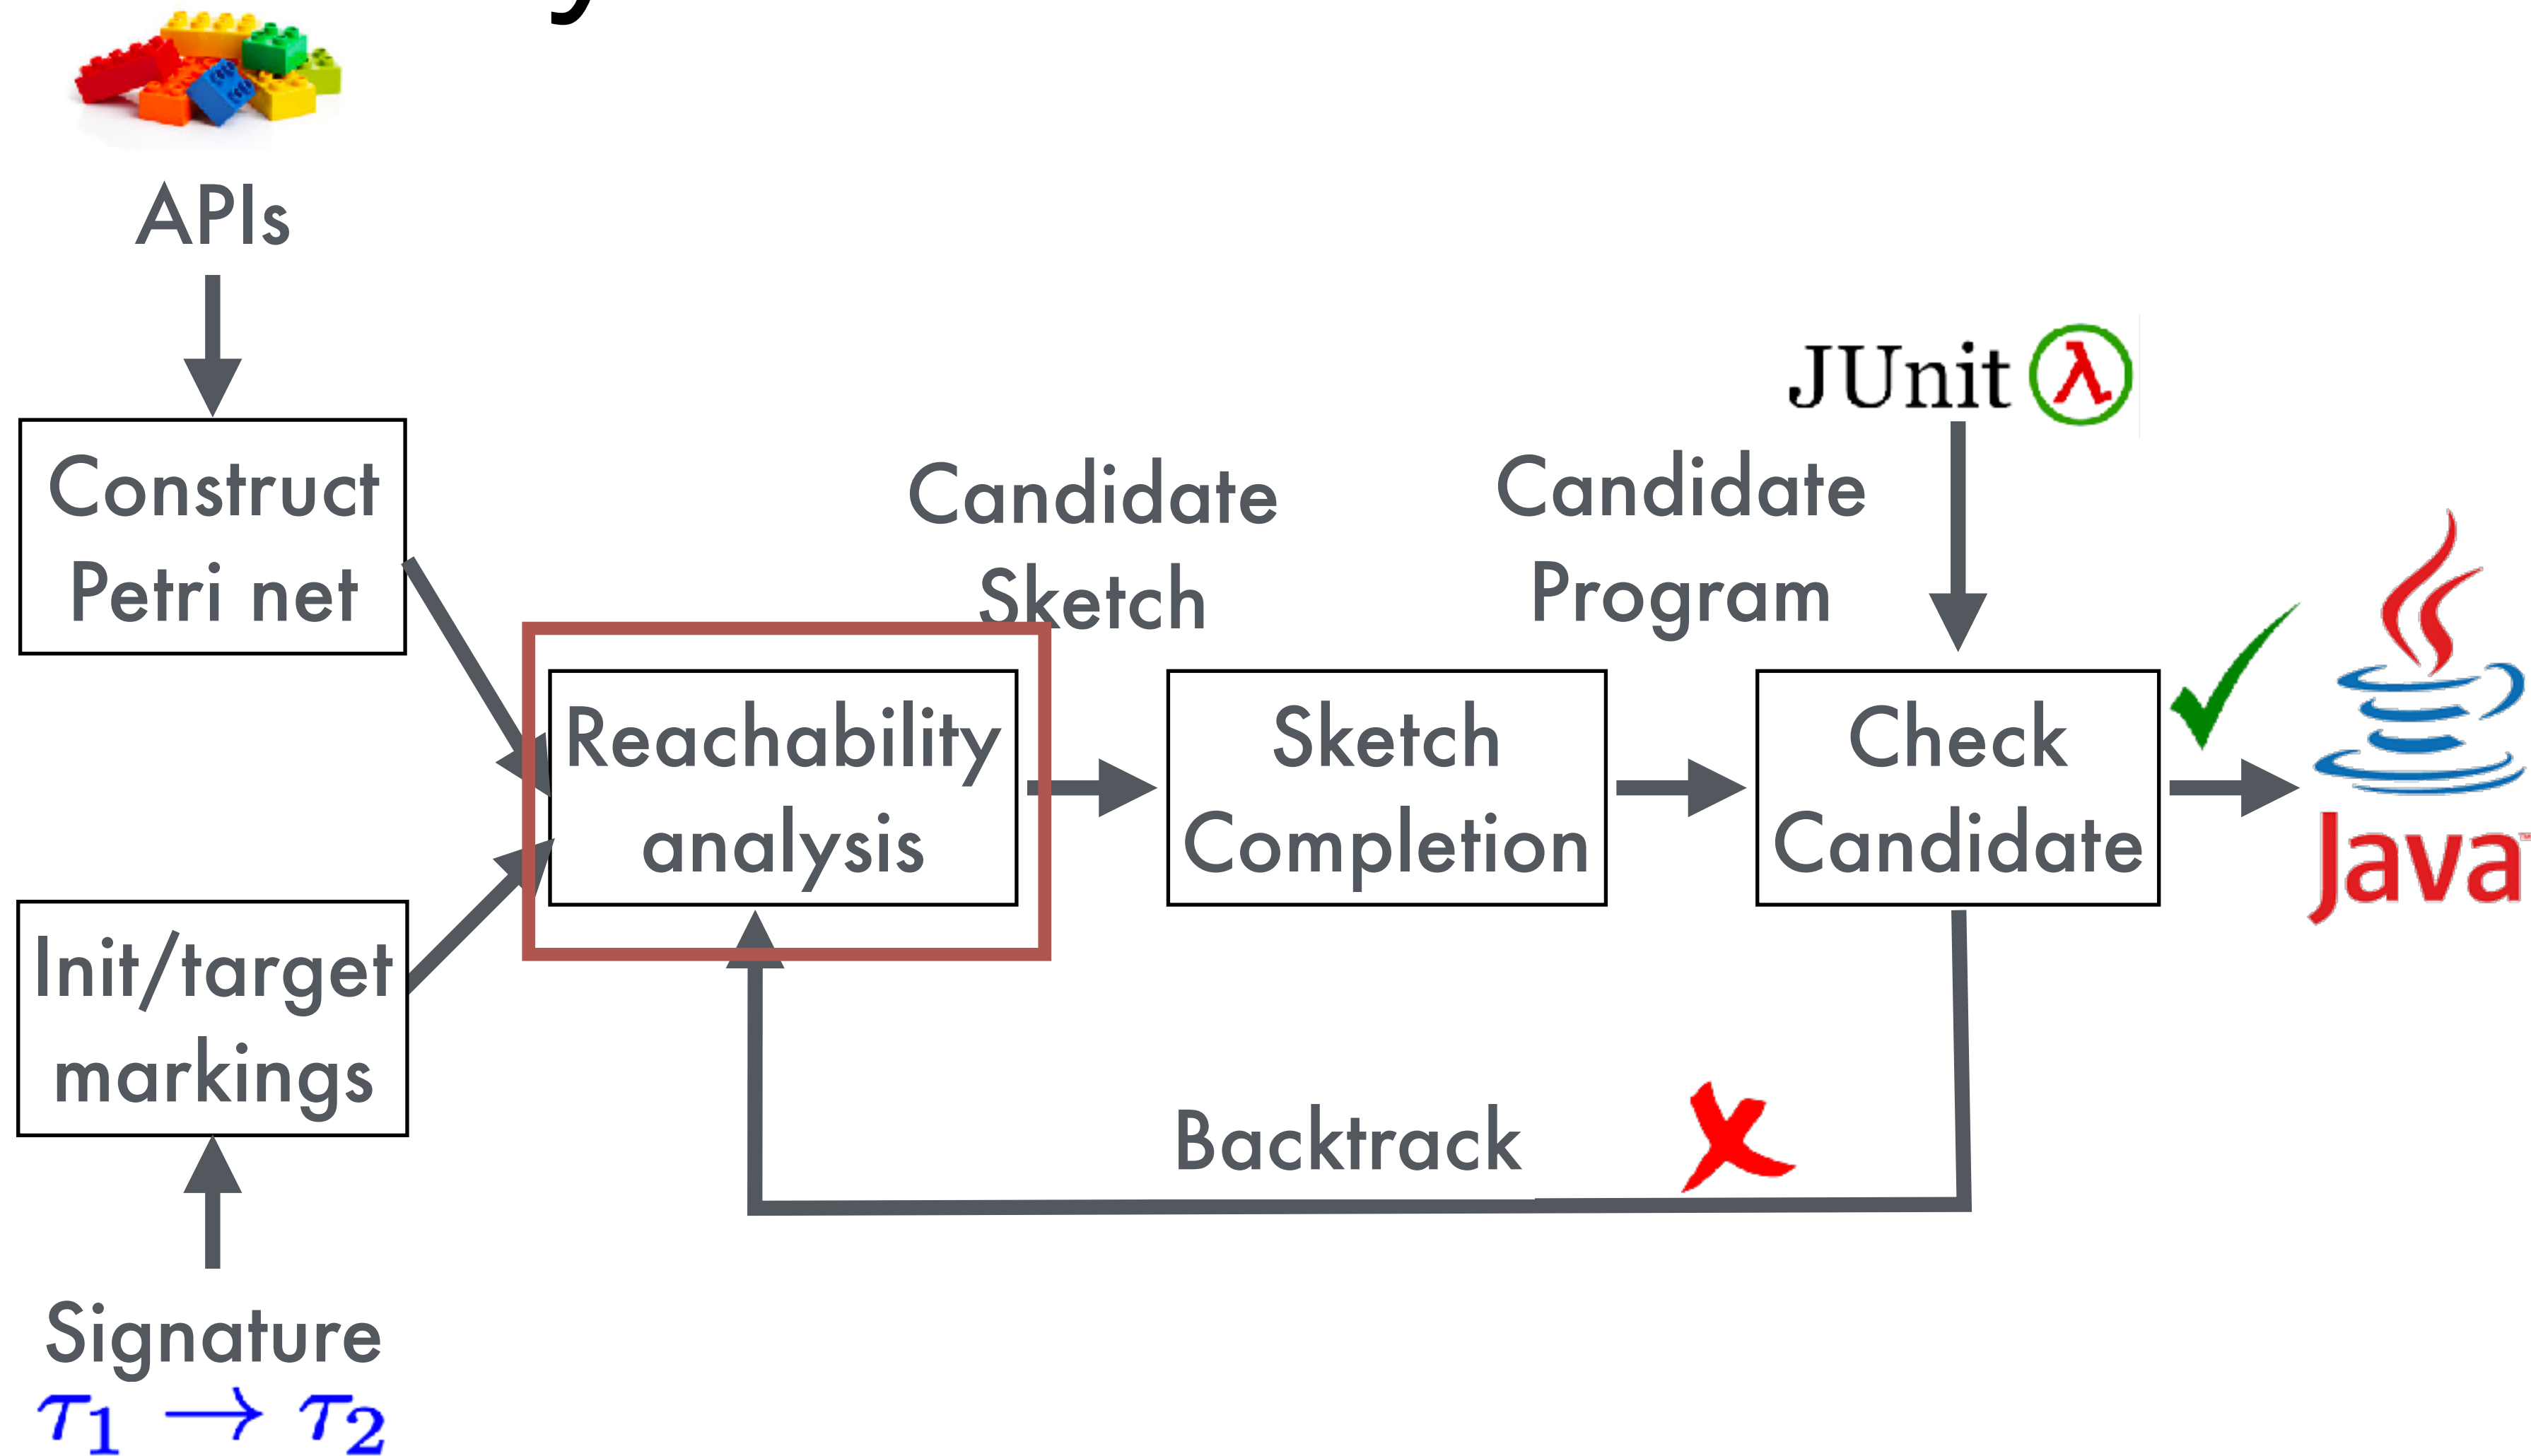 APIs
Construct
Petri net
Init/target
markings
Signature
τ₁ → τ₂
Reachability
analysis
Candidate
Sketch
Sketch
Completion
Candidate
Program
JUnit λ
Check
Candidate
Java™
Backtrack